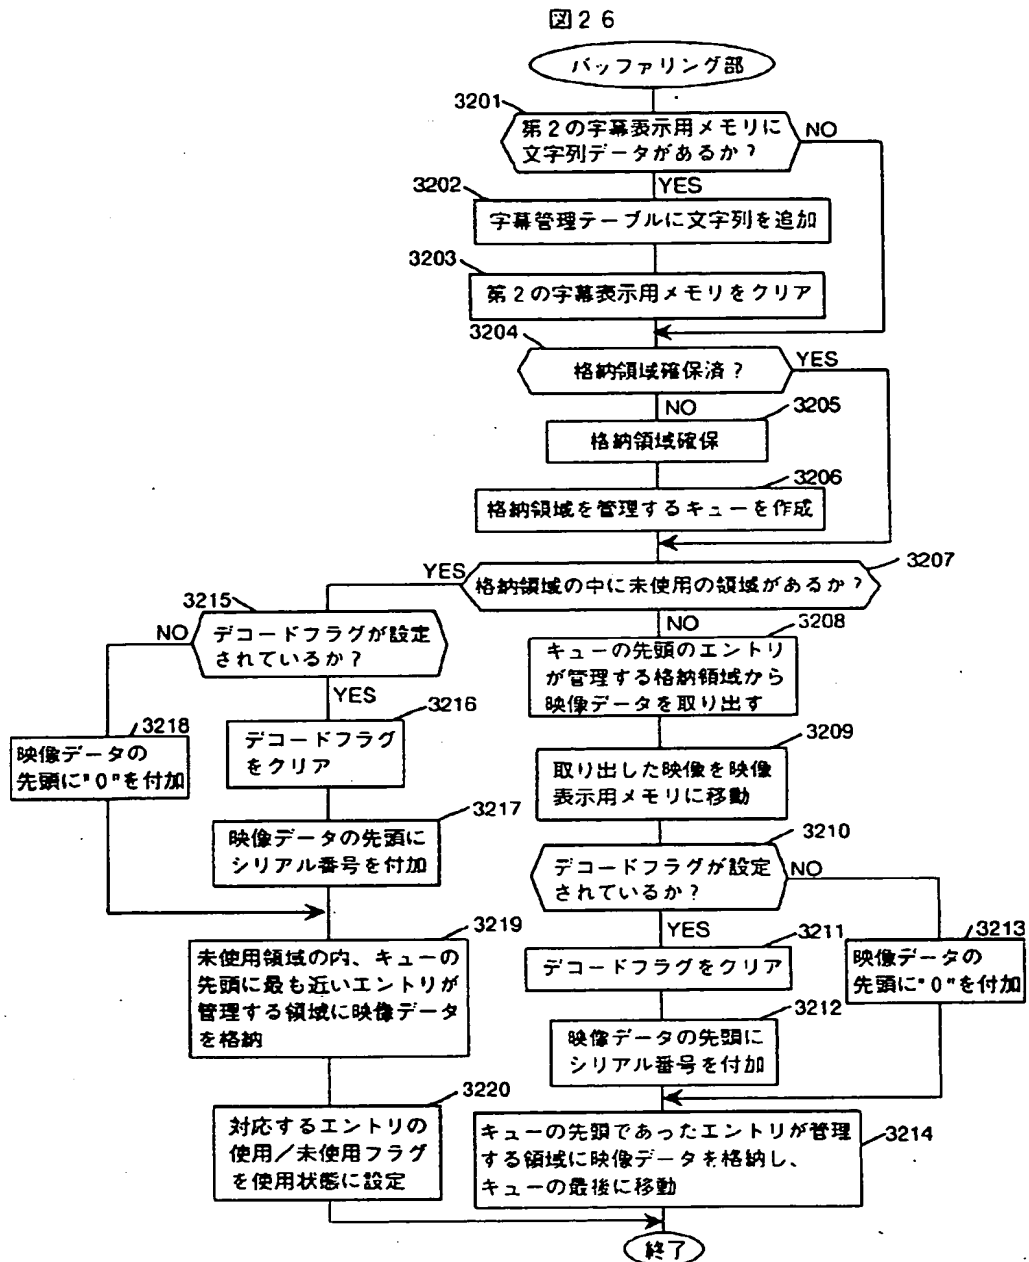 図26
バッファリング部
3201
第2の字幕表示用メモリに
文字列データがあるか?
NO
YES
3202
字幕管理テーブルに文字列を追加
3203
第2の字幕表示用メモリをクリア
3204
格納領域確保済?
YES
NO
3205
格納領域確保
3206
格納領域を管理するキューを作成
3207
格納領域の中に未使用の領域があるか?
YES
NO
3215
デコードフラグが設定
されているか?
NO
YES
3216
デコードフラグ
をクリア
3218
映像データの
先頭に"0"を付加
3217
映像データの先頭に
シリアル番号を付加
3219
未使用領域の内、キューの
先頭に最も近いエントリが
管理する領域に映像データ
を格納
3220
対応するエントリの
使用/未使用フラグ
を使用状態に設定
3208
キューの先頭のエントリ
が管理する格納領域から
映像データを取り出す
3209
取り出した映像を映像
表示用メモリに移動
3210
デコードフラグが設定
されているか?
NO
YES
3211
デコードフラグをクリア
3213
映像データの
先頭に"0"を付加
3212
映像データの先頭に
シリアル番号を付加
3214
キューの先頭であったエントリが管理
する領域に映像データを格納し、
キューの最後に移動
終了